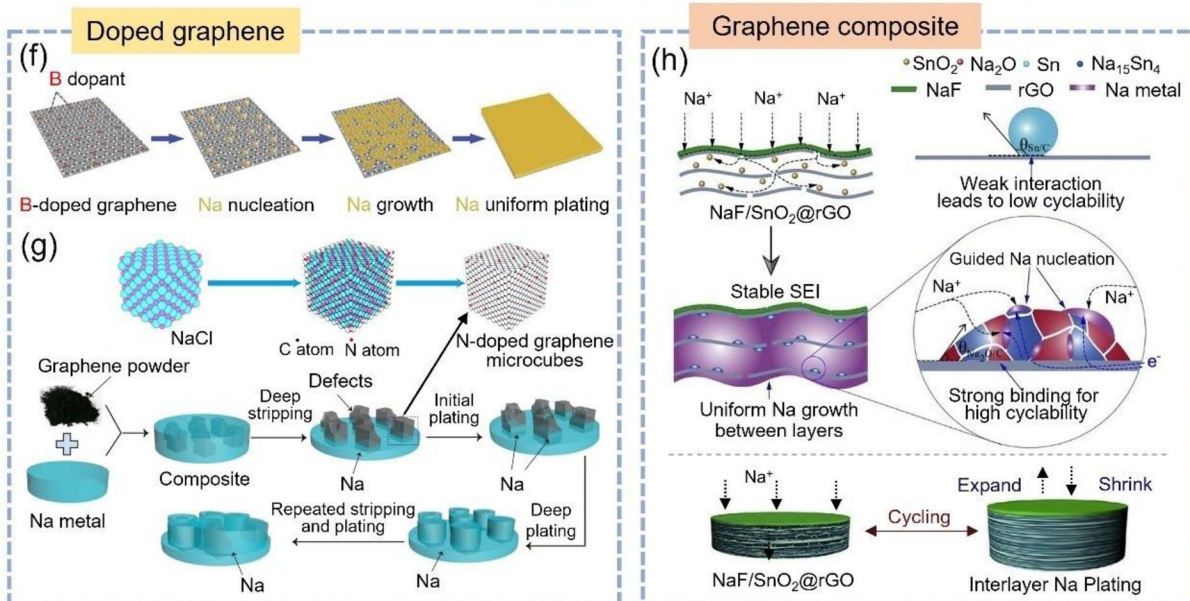 Doped graphene
(f)
B dopant
B-doped graphene
Na nucleation
Na growth
Na uniform plating
(g)
NaCl
C atom
N atom
N-doped graphene
microcubes
Graphene powder
Na metal
Composite
Deep
stripping
Defects
Na
Initial
plating
Na
Deep
plating
Na
Repeated stripping
and plating
Na
Graphene composite
(h)
SnO₂
Na₂O
Sn
Na₁₅Sn₄
NaF
rGO
Na metal
Na⁺
Na⁺
Na⁺
NaF/SnO₂@rGO
θSn/C
Weak interaction
leads to low cyclability
Stable SEI
Uniform Na growth
between layers
Guided Na nucleation
Na⁺
Na⁺
θNa₂O/C
e⁻
Strong binding for
high cyclability
Na⁺
NaF/SnO₂@rGO
Cycling
Expand
Shrink
Interlayer Na Plating